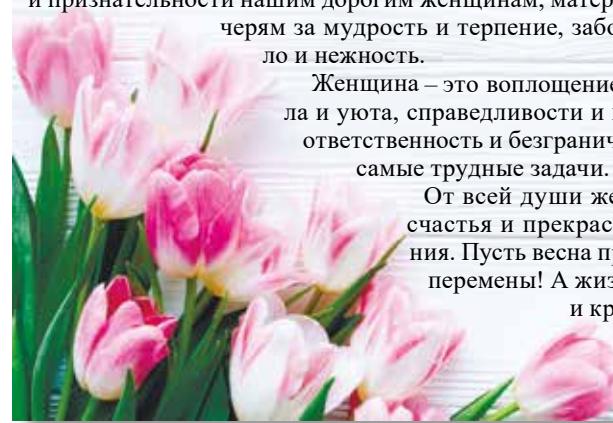 и признательности нашим дорогим женщинам, матер
черям за мудрость и терпение, забо
ло и нежность.
Женщина – это воплощение
ла и уюта, справедливости и
ответственность и безгранич
самые трудные задачи.
От всей души же
счастья и прекрас
ния. Пусть весна п
перемены! А жиз
и кр